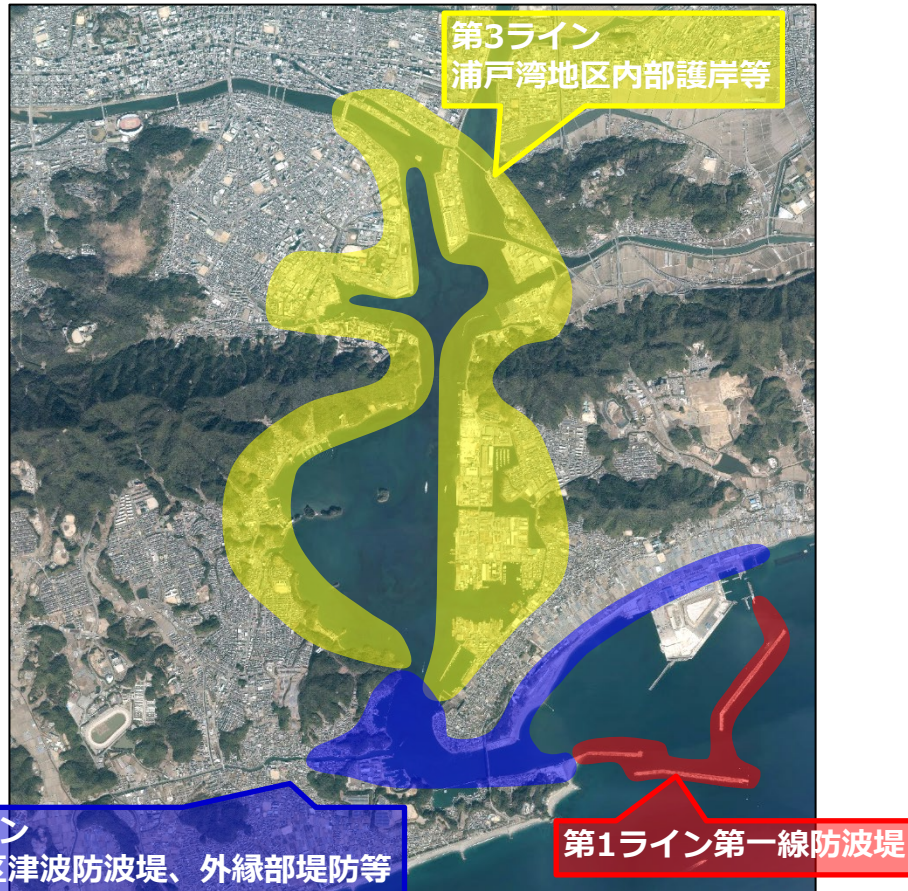 第3ライン
浦戸湾地区内部護岸等
イン
区津波防波堤、外縁部堤防等
第1ライン第一線防波堤